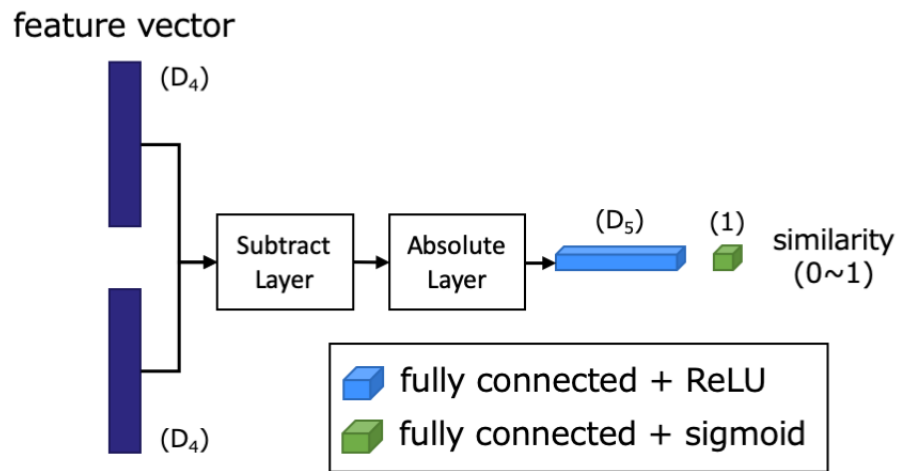 feature vector
(D₄)
Subtract
Layer
Absolute
Layer
(D₅)
(1)
similarity
(0~1)
(D₄)
fully connected + ReLU
fully connected + sigmoid